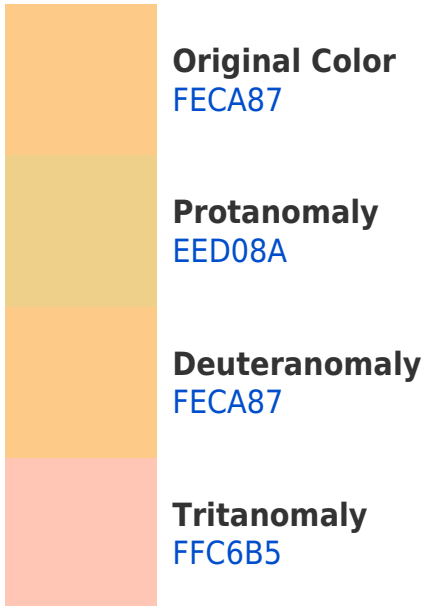 Original Color
FECA87
Protanomaly
EED08A
Deuteranomaly
FECA87
Tritanomaly
FFC6B5